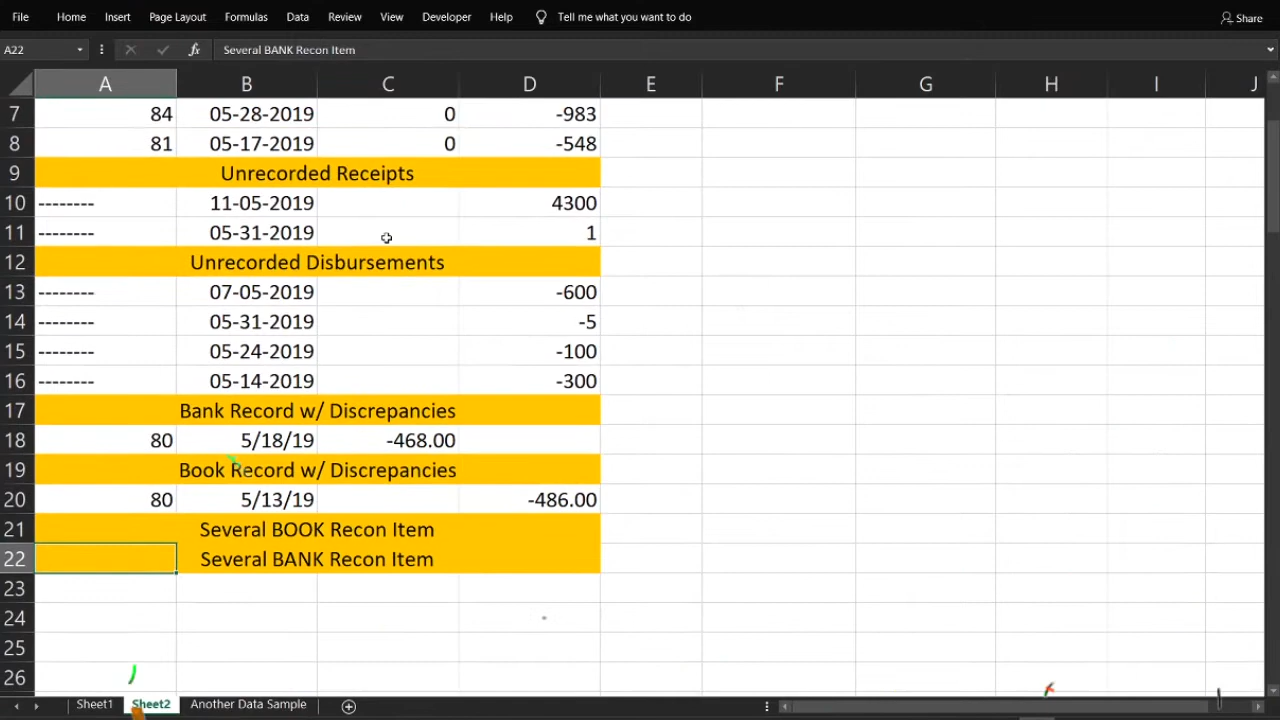 File Home Insert Page Layout Formulas Data Review View Developer Help Tell me what you want to do Share
A22 fx Several BANK Recon Item
A B C D E F G H I J
7 84 05-28-2019 0 -983
8 81 05-17-2019 0 -548
9 Unrecorded Receipts
10 -------- 11-05-2019 4300
11 -------- 05-31-2019 1
12 Unrecorded Disbursements
13 -------- 07-05-2019 -600
14 -------- 05-31-2019 -5
15 -------- 05-24-2019 -100
16 -------- 05-14-2019 -300
17 Bank Record w/ Discrepancies
18 80 5/18/19 -468.00
19 Book Record w/ Discrepancies
20 80 5/13/19 -486.00
21 Several BOOK Recon Item
22 Several BANK Recon Item
23
24
25
26
Sheet1 Sheet2 Another Data Sample